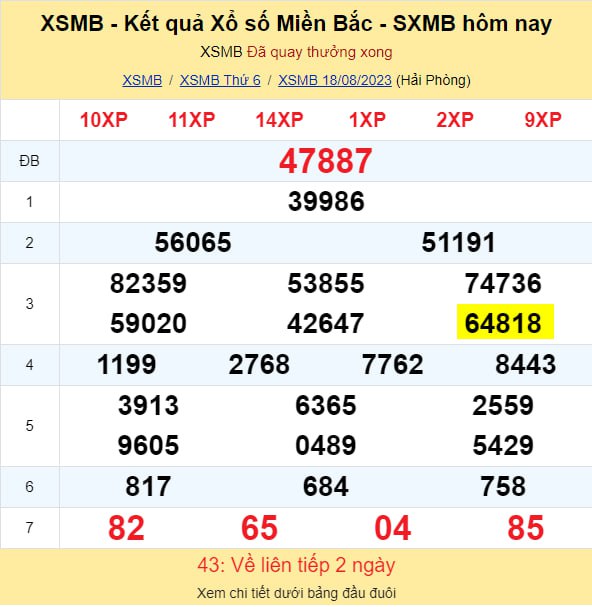 XSMB - Kết quả Xổ số Miền Bắc - SXMB hôm nay
XSMB Đã quay thưởng xong
XSMB / XSMB Thứ 6 / XSMB 18/08/2023 (Hải Phòng)
10XP 11XP 14XP 1XP 2XP 9XP
ĐB 47887
1 39986
2 56065 51191
3 82359 53855 74736
59020 42647 64818
4 1199 2768 7762 8443
5 3913 6365 2559
9605 0489 5429
6 817 684 758
7 82 65 04 85
43: Về liên tiếp 2 ngày
Xem chi tiết dưới bảng đầu đuôi